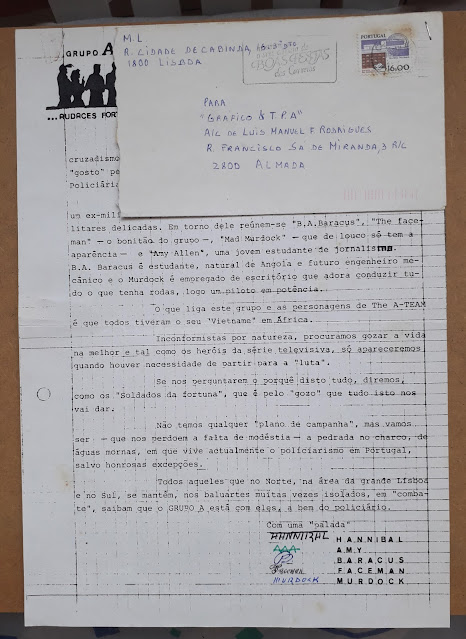 GRUPO A
...AUDACES FORT
M.L.
R. CIDADE DE CABINDA,
1800 LISBOA
BOAS FESTAS
dos Correios
PORTUGAL
16.00
PARA
"GRÁFICO & T.P.A"
A/C DE LUIS MANUEL F. RODRIGUES
R. FRANCISCO SÁ DE MIRANDA, 3 R/C
2800 ALMADA
cruzadismo
"gosto" pe
Policiária
um ex-mili
litares delicadas. Em torno dele reúnem-se "B.A.Baracus", "The face-
man" — o bonitão do grupo —, "Mad Murdock" — que de louco só tem a
aparência — e "Amy Allen", uma jovem estudante de jornalismo.
B.A. Baracus é estudante, natural de Angola e futuro engenheiro me-
cânico e o Murdock é empregado de escritório que adora conduzir tu-
do o que tenha rodas, logo um piloto em potência.
O que liga este grupo e as personagens de The A-TEAM
é que todos tiveram o seu 'Vietname' em África.
Inconformistas por natureza, procuramos gozar a vida
na melhor e tal como os heróis da série televisiva, só apareceremos
quando houver necessidade de partir para a "luta".
Se nos perguntarem o porquê disto tudo, diremos,
como os "Soldados da fortuna", que é pelo "gozo" que tudo isto nos
vai dar.
Não temos qualquer "plano de campanha", mas vamos
ser — que nos perdoem a falta de modéstia — a pedrada no charco, de
águas mornas, em que vive actualmente o policiarismo em Portugal,
salvo honrosas excepções.
Todos aqueles que no Norte, na área da grande Lisboa
e no Sul, se mantêm, nos baluartes muitas vezes isolados, em "comba-
te", saibam que o GRUPO A está com eles, a bem do policiário.
Com uma "palada"
HANNIBAL HANNIBAL
AAA AMY
BARACUS
FACEMAN
MURDOCK MURDOCK